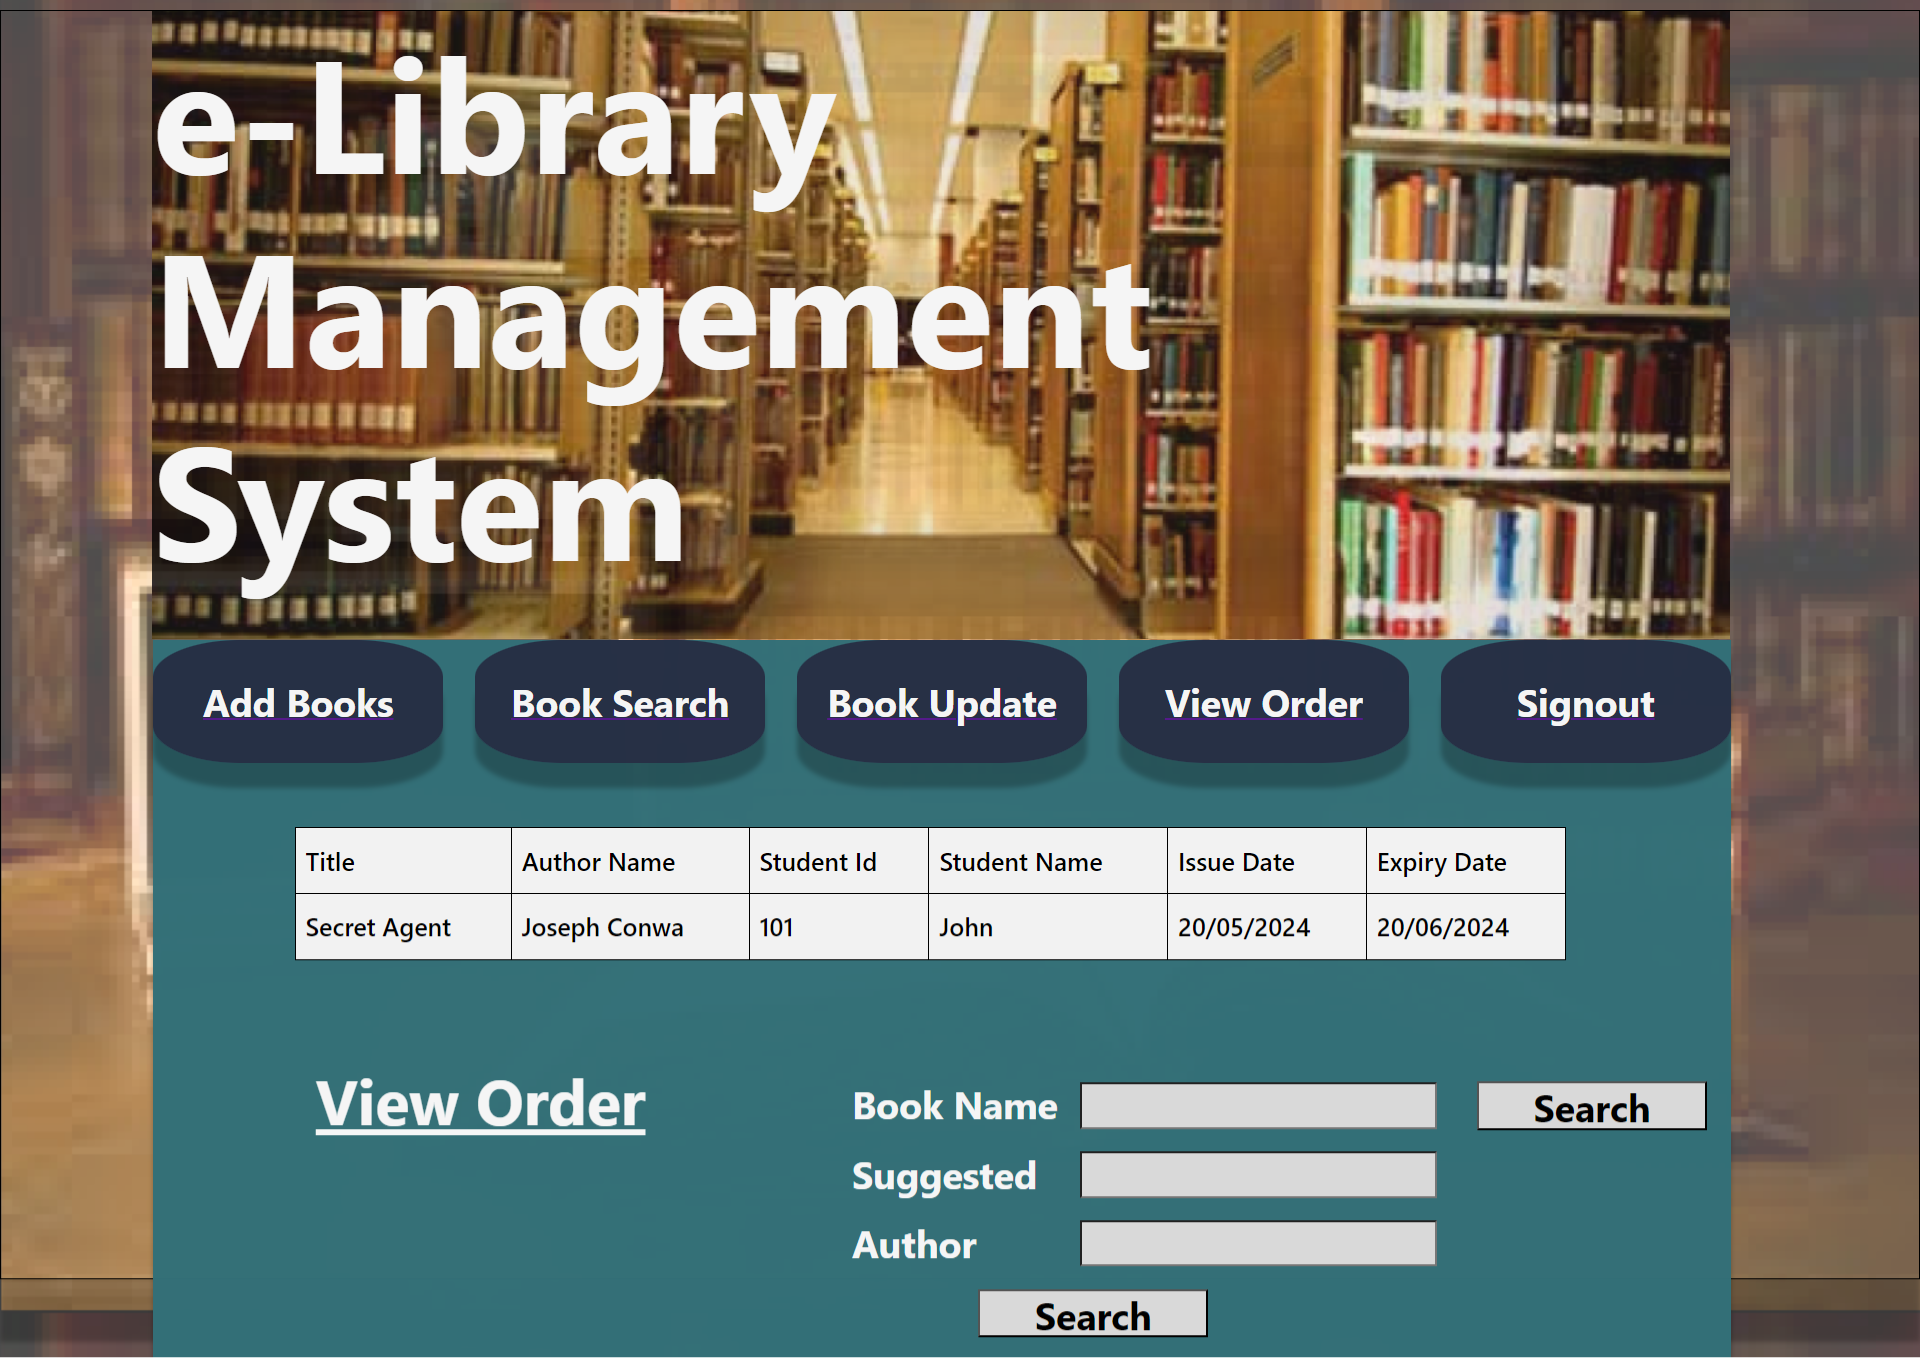 e-Library
Management
System
Add Books Book Search Book Update View Order Signout
Title Author Name Student Id Student Name Issue Date Expiry Date
Secret Agent Joseph Conwa 101 John 20/05/2024 20/06/2024
View Order
Book Name Search
Suggested
Author
Search